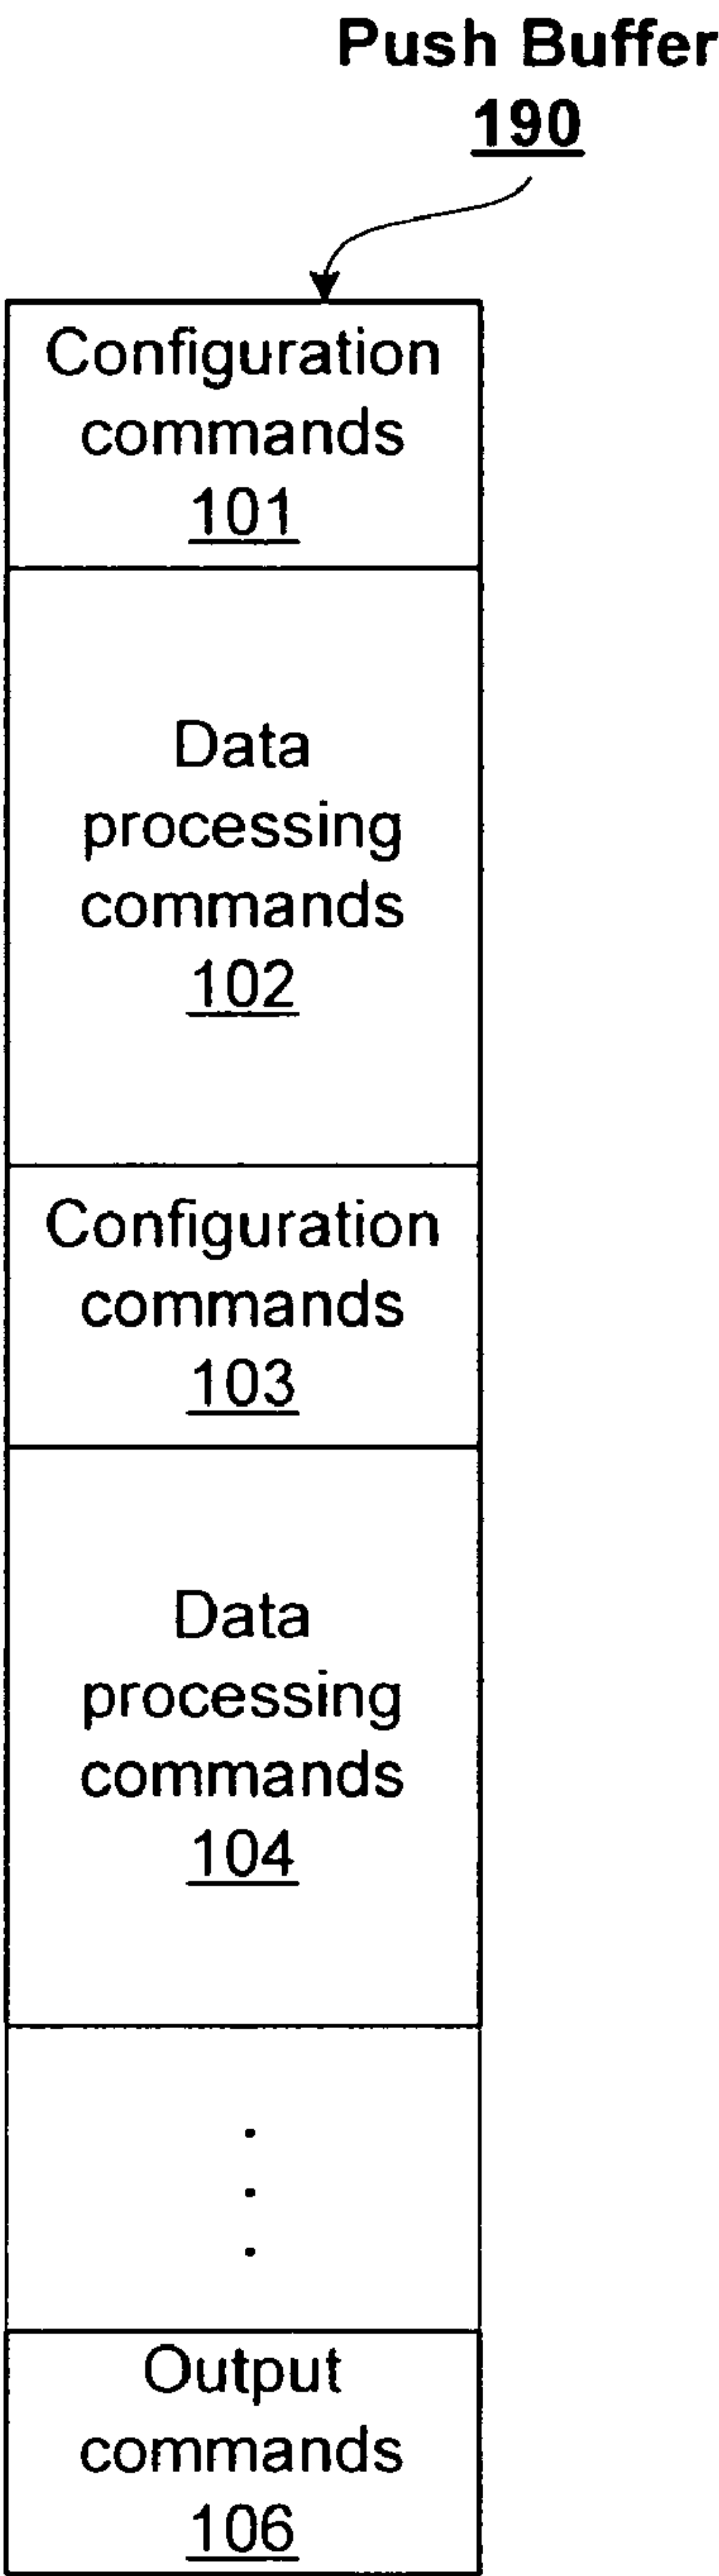 Push Buffer
190
Configuration
commands
101
Data
processing
commands
102
Configuration
commands
103
Data
processing
commands
104
.
.
.
Output
commands
106